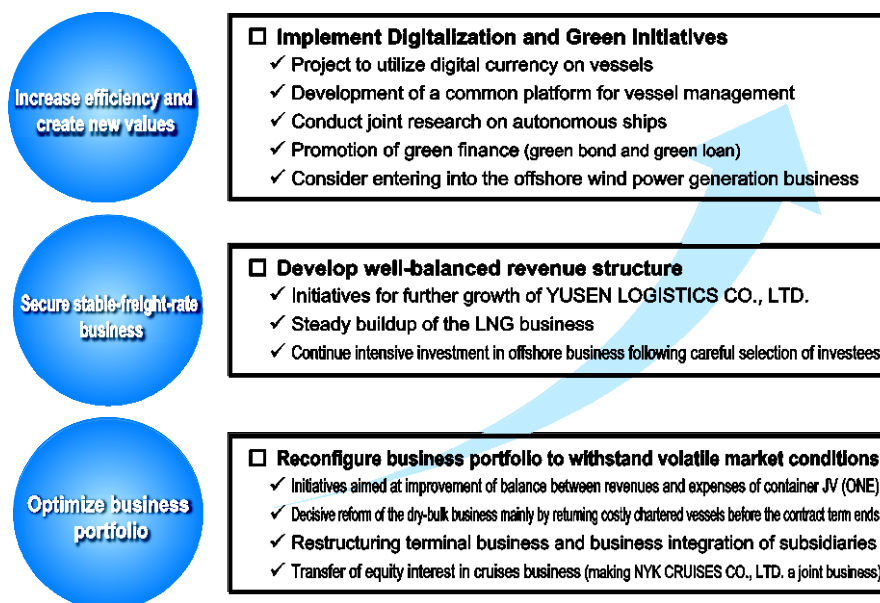 Increase efficiency and
create new values
☐ Implement Digitalization and Green Initiatives
✓ Project to utilize digital currency on vessels
✓ Development of a common platform for vessel management
✓ Conduct joint research on autonomous ships
✓ Promotion of green finance (green bond and green loan)
✓ Consider entering into the offshore wind power generation business
Secure stable-freight-rate
business
☐ Develop well-balanced revenue structure
✓ Initiatives for further growth of YUSEN LOGISTICS CO., LTD.
✓ Steady buildup of the LNG business
✓ Continue intensive investment in offshore business following careful selection of investees
Optimize business
portfolio
☐ Reconfigure business portfolio to withstand volatile market conditions
✓ Initiatives aimed at improvement of balance between revenues and expenses of container JV (ONE)
✓ Decisive reform of the dry-bulk business mainly by returning costly chartered vessels before the contract term ends
✓ Restructuring terminal business and business integration of subsidiaries
✓ Transfer of equity interest in cruises business (making NYK CRUISES CO., LTD. a joint business)